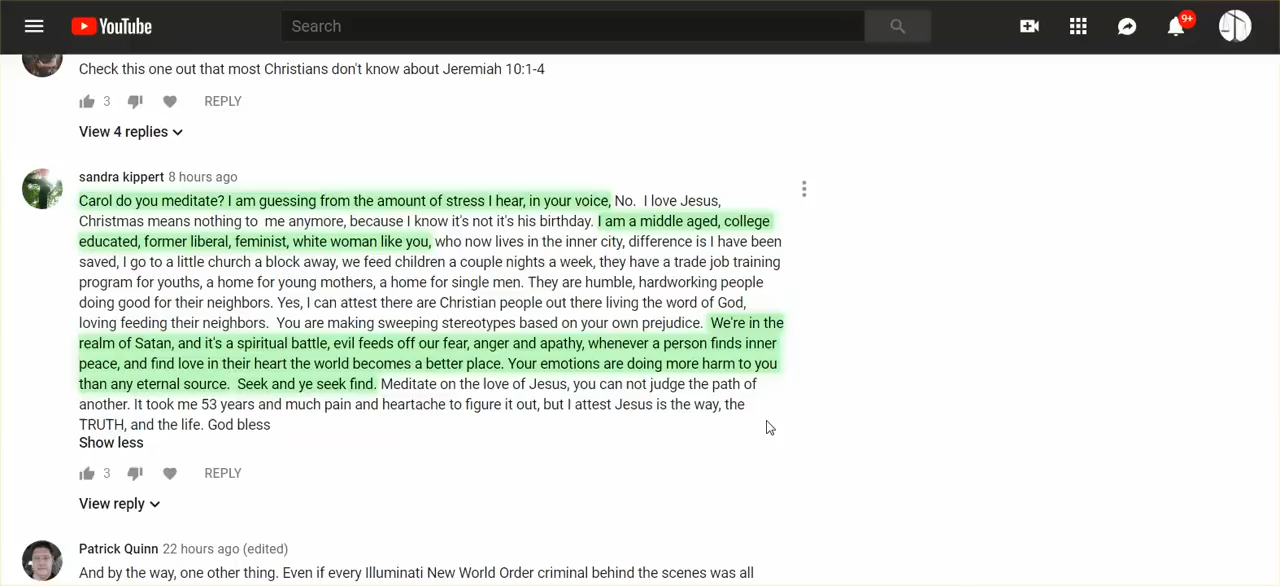 YouTube
Search
9+
Check this one out that most Christians don't know about Jeremiah 10:1-4
3 REPLY
View 4 replies
sandra kippert 8 hours ago
Carol do you meditate? I am guessing from the amount of stress I hear, in your voice, No. I love Jesus,
Christmas means nothing to me anymore, because I know it's not it's his birthday. I am a middle aged, college
educated, former liberal, feminist, white woman like you, who now lives in the inner city, difference is I have been
saved, I go to a little church a block away, we feed children a couple nights a week, they have a trade job training
program for youths, a home for young mothers, a home for single men. They are humble, hardworking people
doing good for their neighbors. Yes, I can attest there are Christian people out there living the word of God,
loving feeding their neighbors. You are making sweeping stereotypes based on your own prejudice. We're in the
realm of Satan, and it's a spiritual battle, evil feeds off our fear, anger and apathy, whenever a person finds inner
peace, and find love in their heart the world becomes a better place. Your emotions are doing more harm to you
than any eternal source. Seek and ye seek find. Meditate on the love of Jesus, you can not judge the path of
another. It took me 53 years and much pain and heartache to figure it out, but I attest Jesus is the way, the
TRUTH, and the life. God bless
Show less
3 REPLY
View reply
Patrick Quinn 22 hours ago (edited)
And by the way, one other thing. Even if every Illuminati New World Order criminal behind the scenes was all